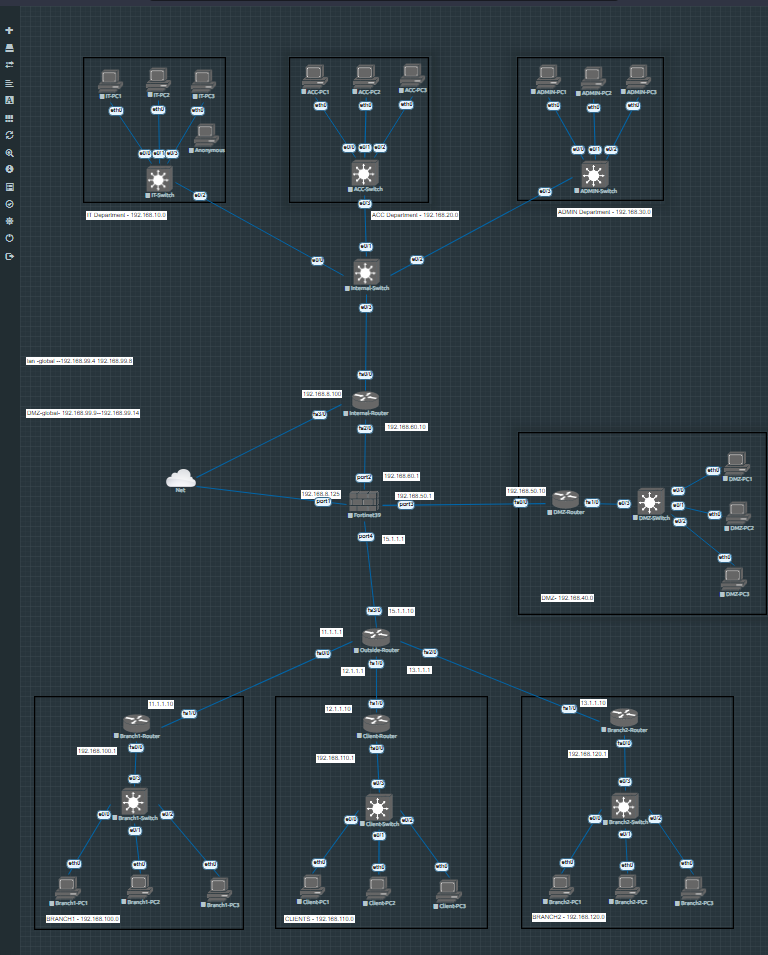 IT-PC1
IT-PC2
IT-PC3
ACC-PC1
ACC-PC2
ACC-PC3
ADMIN-PC1
ADMIN-PC2
ADMIN-PC3
eth0
eth0
eth0
eth0
eth0
eth0
eth0
eth0
eth0
Anonymous
e0/0
e0/1
e0/3
e0/0
e0/1
e0/2
e0/0
e0/1
e0/2
IT-Switch
ACC-Switch
ADMIN-Switch
e0/2
e0/3
e0/3
IT Department - 192.168.10.0
ACC Department - 192.168.20.0
ADMIN Department - 192.168.30.0
e0/1
e0/0
e0/2
Internal-Switch
e0/3
lan -global --192.168.99.4 192.168.99.8
fa0/0
192.168.8.100
Internal-Router
DMZ-global- 192.168.99.9--192.168.99.14
fa3/0
fa2/0
192.168.60.10
Net
port2
192.168.60.1
192.168.8.125
port1
192.168.50.1
port3
Fortinet39
192.168.50.10
fa0/0
DMZ-Router
fa1/0
e0/3
DMZ-Switch
e0/0
e0/1
e0/2
eth0
DMZ-PC1
eth0
DMZ-PC2
eth0
DMZ-PC3
DMZ- 192.168.40.0
port4
15.1.1.1
fa3/0
15.1.1.10
11.1.1.1
Outside-Router
fa0/0
fa1/0
fa2/0
12.1.1.1
13.1.1.1
11.1.1.10
fa1/0
Branch1-Router
192.168.100.1
fa0/0
e0/3
Branch1-Switch
e0/0
e0/1
e0/2
eth0
eth0
eth0
Branch1-PC1
Branch1-PC2
Branch1-PC3
BRANCH1 - 192.168.100.0
fa1/0
12.1.1.10
Client-Router
fa0/0
192.168.110.1
e0/3
Client-Switch
e0/0
e0/1
e0/2
eth0
eth0
eth0
Client-PC1
Client-PC2
Client-PC3
CLIENTS - 192.168.110.0
13.1.1.10
fa1/0
Branch2-Router
fa0/0
192.168.120.1
e0/3
Branch2-Switch
e0/0
e0/1
e0/2
eth0
eth0
eth0
Branch2-PC1
Branch2-PC2
Branch2-PC3
BRANCH2 - 192.168.120.0